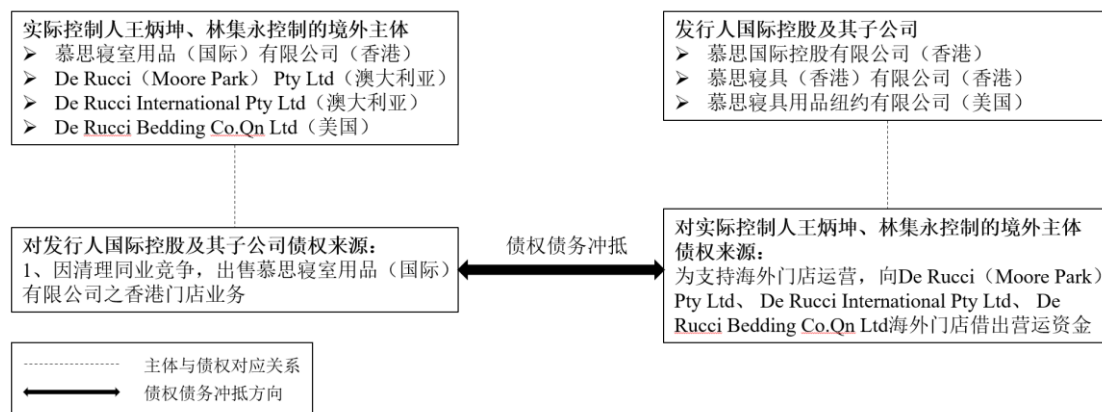 实际控制人王炳坤、林集永控制的境外主体
➢ 慕思寝室用品（国际）有限公司（香港）
➢ De Rucci（Moore Park） Pty Ltd（澳大利亚）
➢ De Rucci International Pty Ltd（澳大利亚）
➢ De Rucci Bedding Co.Qn Ltd（美国）
发行人国际控股及其子公司
➢ 慕思国际控股有限公司（香港）
➢ 慕思寝具（香港）有限公司（香港）
➢ 慕思寝具用品纽约有限公司（美国）
对发行人国际控股及其子公司债权来源：
1、因清理同业竞争，出售慕思寝室用品（国际）
有限公司之香港门店业务
债权债务冲抵
对实际控制人王炳坤、林集永控制的境外主体
债权来源：
为支持海外门店运营，向De Rucci（Moore Park）
Pty Ltd、 De Rucci International Pty Ltd、 De
Rucci Bedding Co.Qn Ltd海外门店借出营运资金
主体与债权对应关系
债权债务冲抵方向